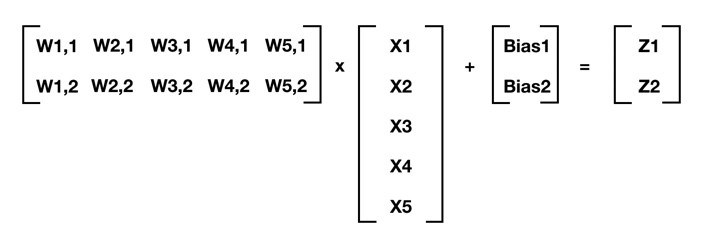 W1,1 W2,1 W3,1 W4,1 W5,1 X1 Bias1 Z1
x + =
W1,2 W2,2 W3,2 W4,2 W5,2 X2 Bias2 Z2
X3
X4
X5